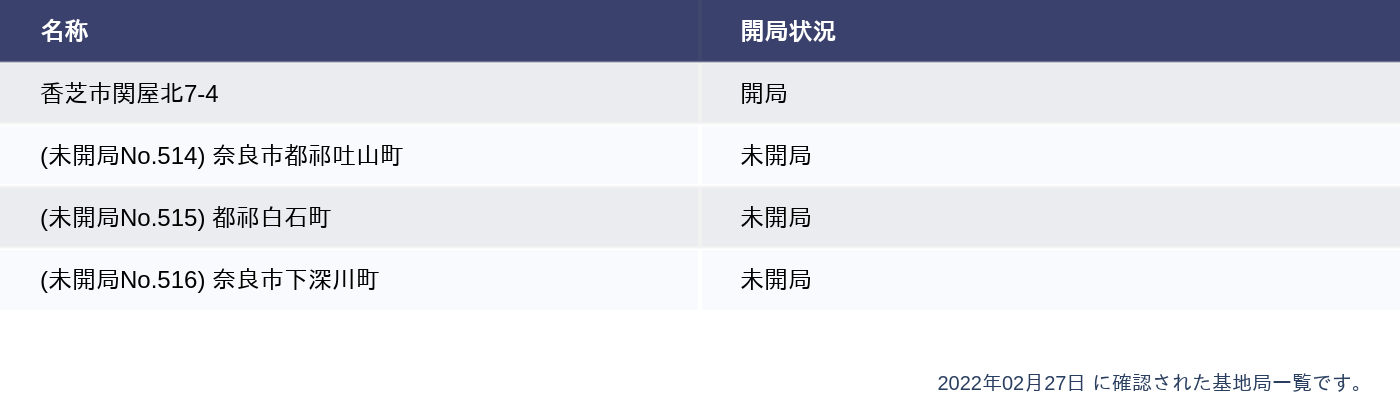 名称 開局状況
香芝市関屋北7-4 開局
(未開局No.514) 奈良市都祁吐山町 未開局
(未開局No.515) 都祁白石町 未開局
(未開局No.516) 奈良市下深川町 未開局
2022年02月27日 に確認された基地局一覧です。